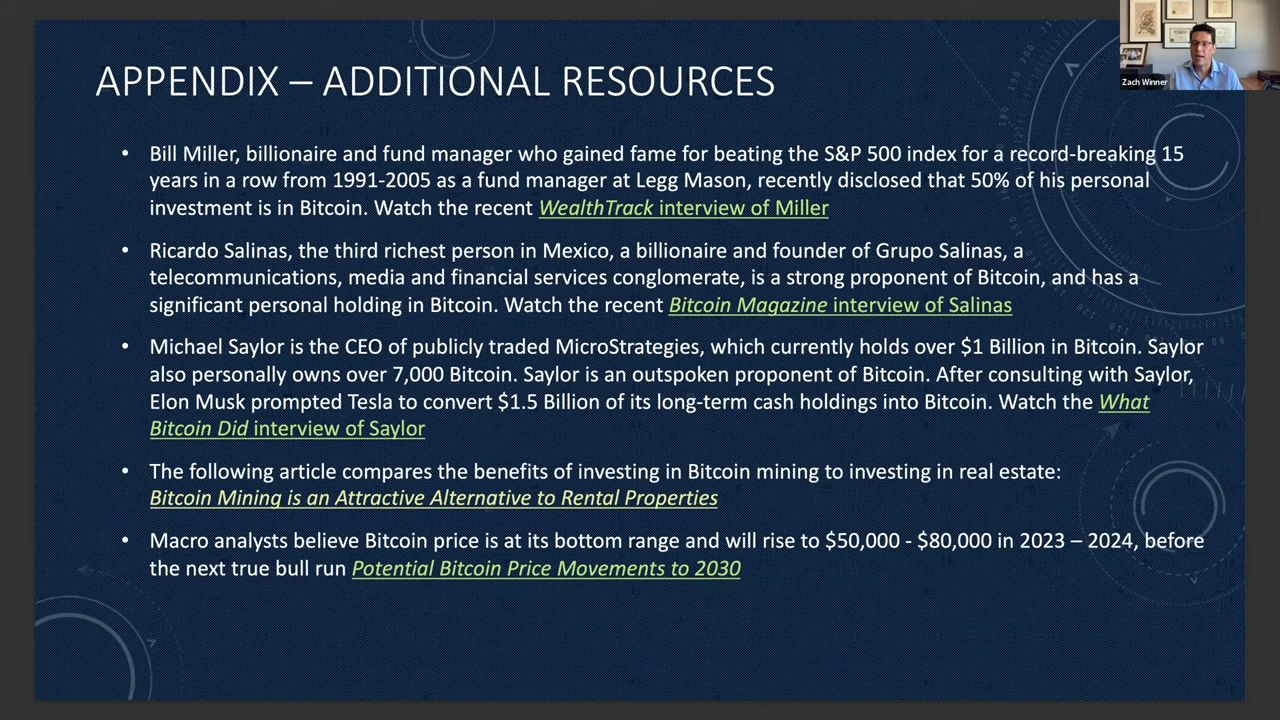 APPENDIX – ADDITIONAL RESOURCES
Zach Winner
• Bill Miller, billionaire and fund manager who gained fame for beating the S&P 500 index for a record-breaking 15
years in a row from 1991-2005 as a fund manager at Legg Mason, recently disclosed that 50% of his personal
investment is in Bitcoin. Watch the recent WealthTrack interview of Miller
• Ricardo Salinas, the third richest person in Mexico, a billionaire and founder of Grupo Salinas, a
telecommunications, media and financial services conglomerate, is a strong proponent of Bitcoin, and has a
significant personal holding in Bitcoin. Watch the recent Bitcoin Magazine interview of Salinas
• Michael Saylor is the CEO of publicly traded MicroStrategies, which currently holds over $1 Billion in Bitcoin. Saylor
also personally owns over 7,000 Bitcoin. Saylor is an outspoken proponent of Bitcoin. After consulting with Saylor,
Elon Musk prompted Tesla to convert $1.5 Billion of its long-term cash holdings into Bitcoin. Watch the What
Bitcoin Did interview of Saylor
• The following article compares the benefits of investing in Bitcoin mining to investing in real estate:
Bitcoin Mining is an Attractive Alternative to Rental Properties
• Macro analysts believe Bitcoin price is at its bottom range and will rise to $50,000 - $80,000 in 2023 – 2024, before
the next true bull run Potential Bitcoin Price Movements to 2030